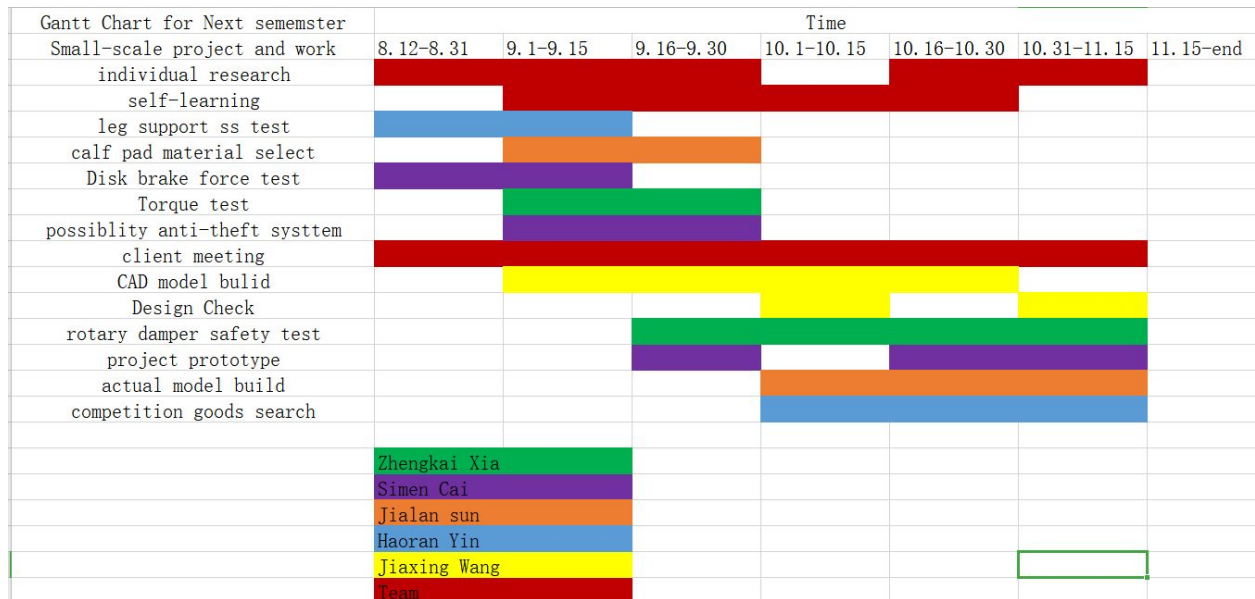 Gantt Chart for Next sememster Time
Small-scale project and work 8.12-8.31 9.1-9.15 9.16-9.30 10.1-10.15 10.16-10.30 10.31-11.15 11.15-end
individual research
self-learning
leg support ss test
calf pad material select
Disk brake force test
Torque test
possiblity anti-theft systtem
client meeting
CAD model bulid
Design Check
rotary damper safety test
project prototype
actual model build
competition goods search
Zhengkai Xia
Simen Cai
Jialan sun
Haoran Yin
Jiaxing Wang
Team